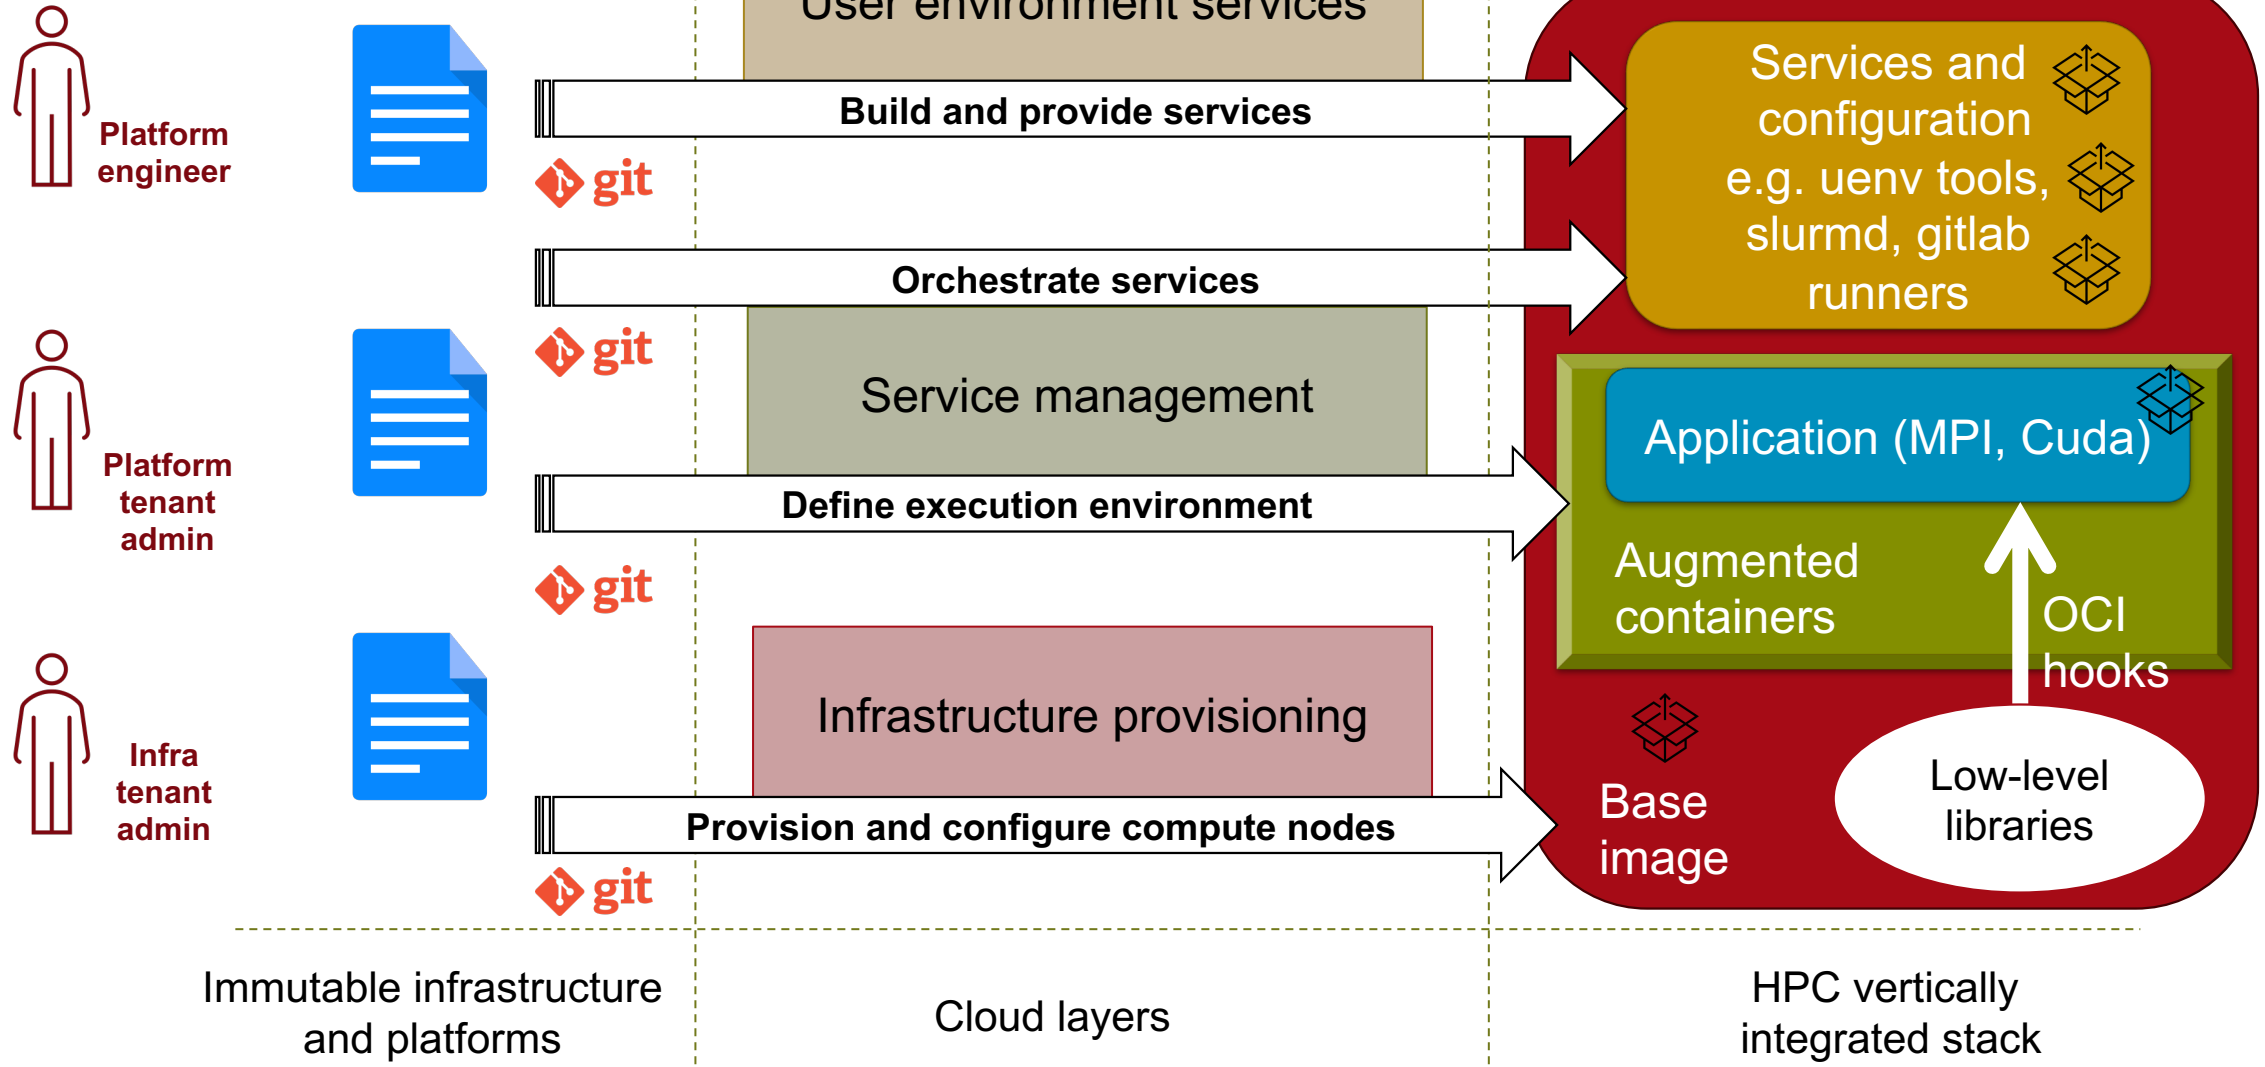 User environment services
Build and provide services
Platform
engineer
git
Services and
configuration
e.g. uenv tools,
slurmd, gitlab
runners
Orchestrate services
git
Service management
Platform
tenant
admin
Application (MPI, Cuda)
Define execution environment
git
Augmented
containers
OCI
hooks
Infrastructure provisioning
Infra
tenant
admin
Provision and configure compute nodes
git
Base
image
Low-level
libraries
Immutable infrastructure
and platforms
Cloud layers
HPC vertically
integrated stack